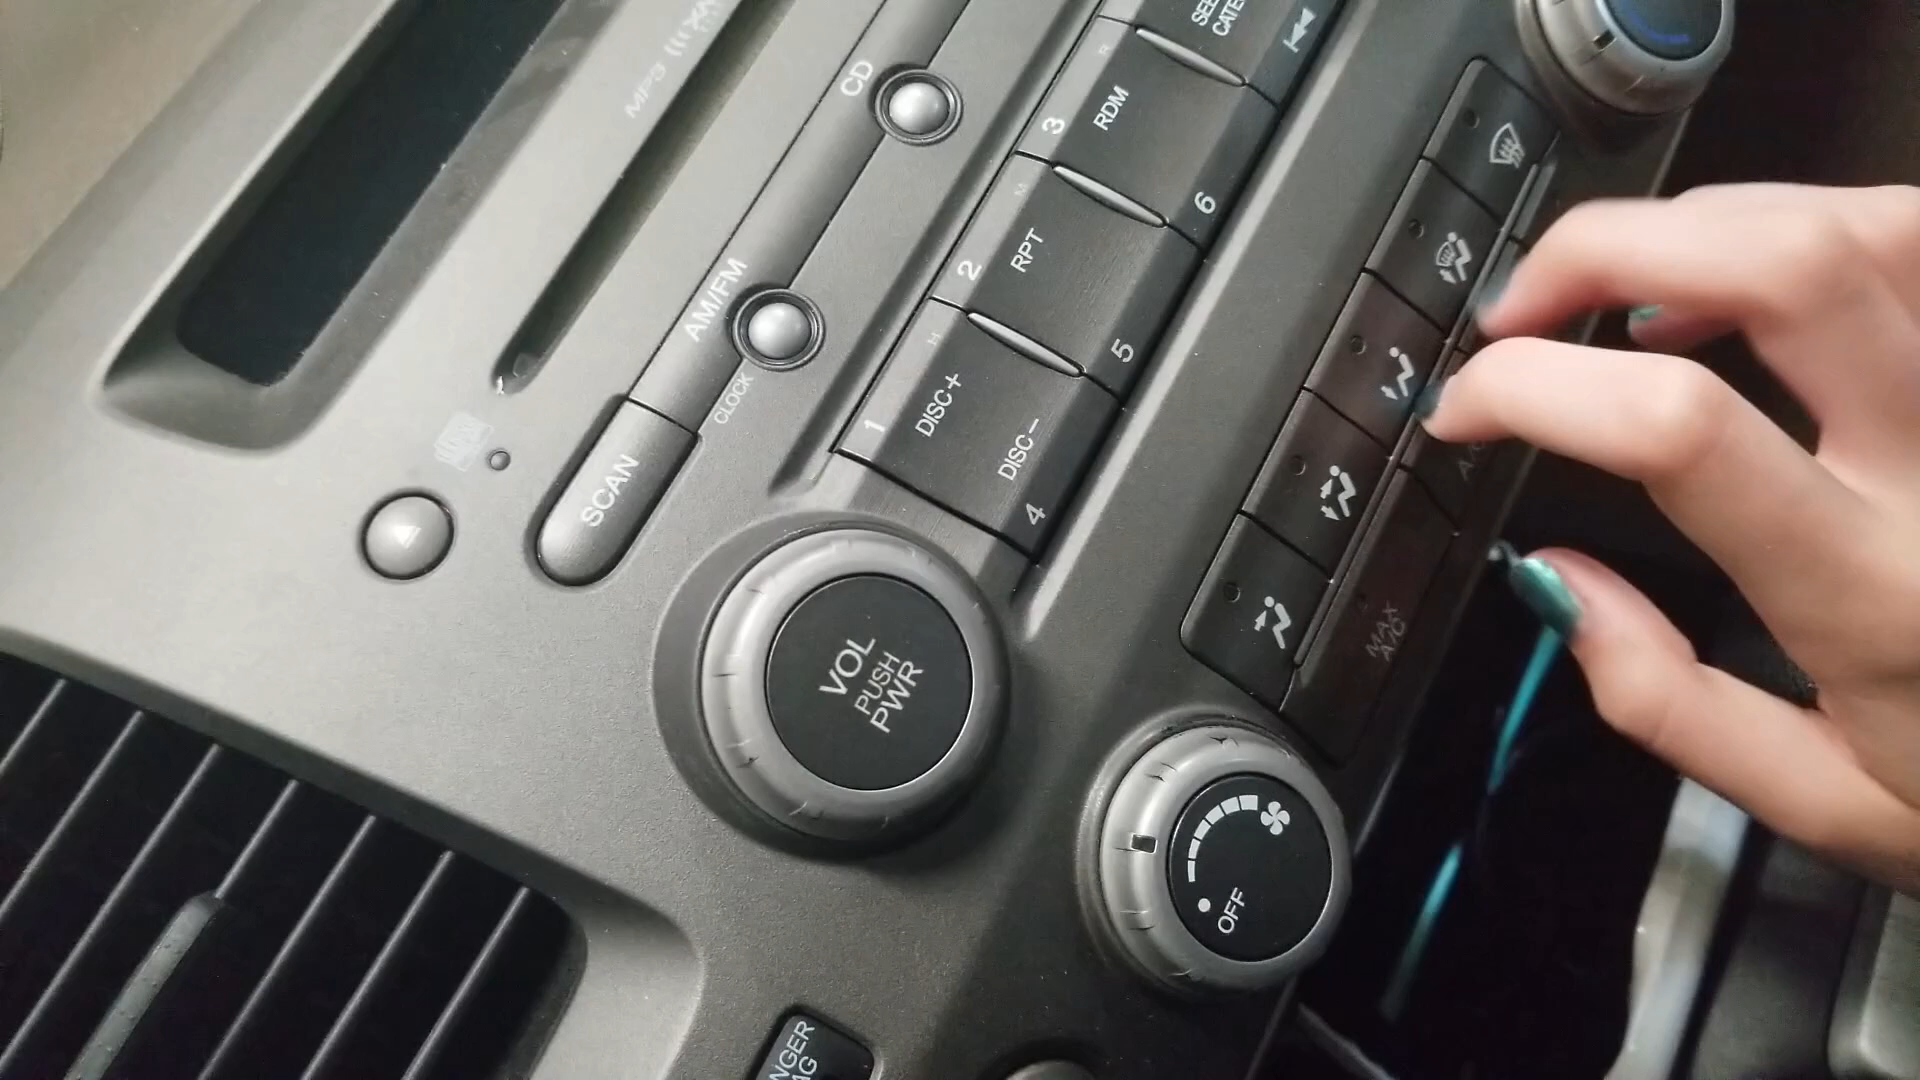 MP3
CD
AM/FM
CLOCK
SCAN
R
3 RDM
M
2 RPT
6
H
1 DISC+
5
DISC-
4
VOL
PUSH
PWR
MAX
A/C
OFF